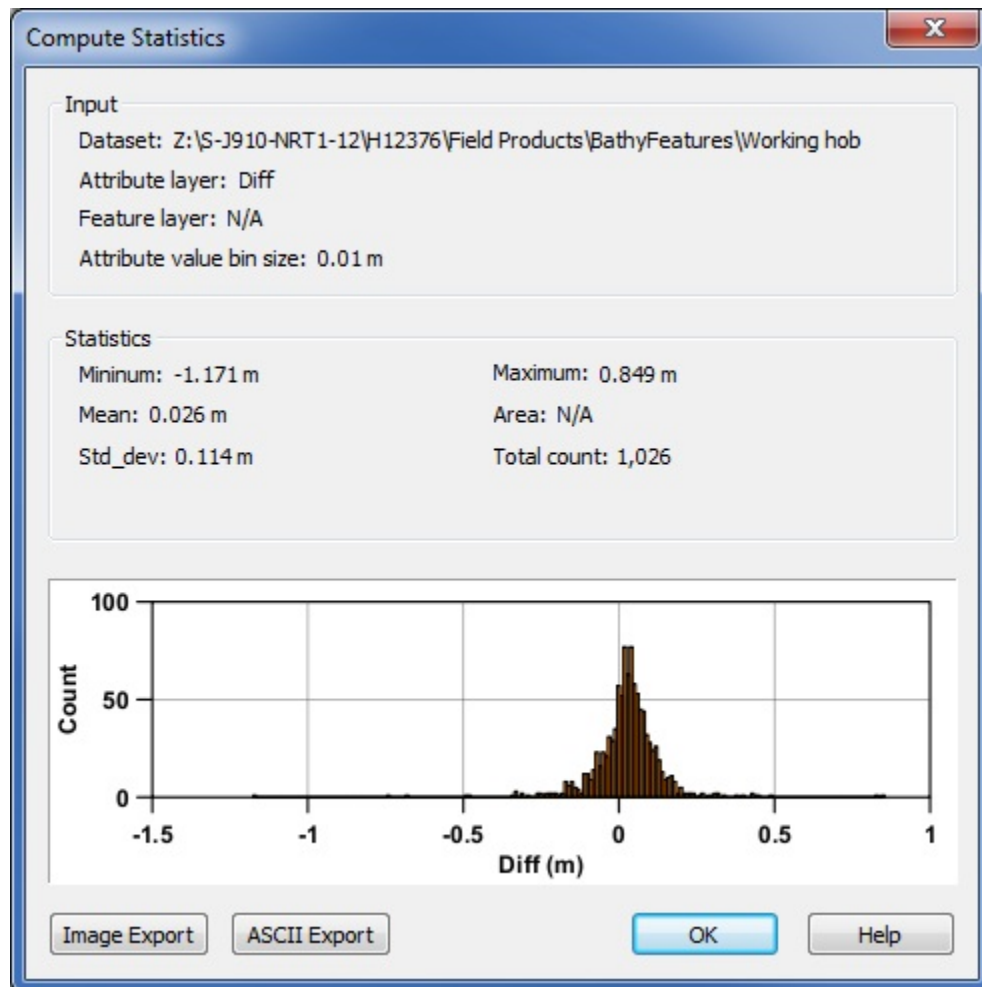 Compute Statistics
Input
Dataset: Z:\S-J910-NRT1-12\H12376\Field Products\BathyFeatures\Working hob
Attribute layer: Diff
Feature layer: N/A
Attribute value bin size: 0.01 m
Statistics
Mininum: -1.171 m Maximum: 0.849 m
Mean: 0.026 m Area: N/A
Std_dev: 0.114 m Total count: 1,026
100
50
0
Count
-1.5 -1 -0.5 0 0.5 1
Diff (m)
Image Export ASCII Export OK Help